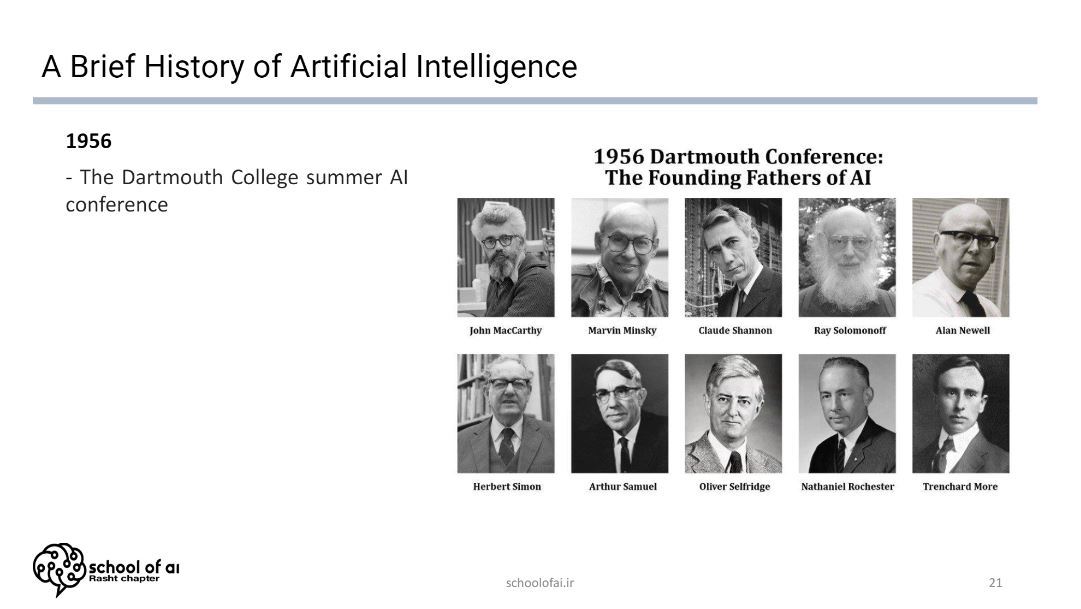 A Brief History of Artificial Intelligence
1956
- The Dartmouth College summer AI
conference
1956 Dartmouth Conference:
The Founding Fathers of AI
John MacCarthy
Marvin Minsky
Claude Shannon
Ray Solomonoff
Alan Newell
Herbert Simon
Arthur Samuel
Oliver Selfridge
Nathaniel Rochester
Trenchard More
school of ai
Rasht chapter
schoolofai.ir
21